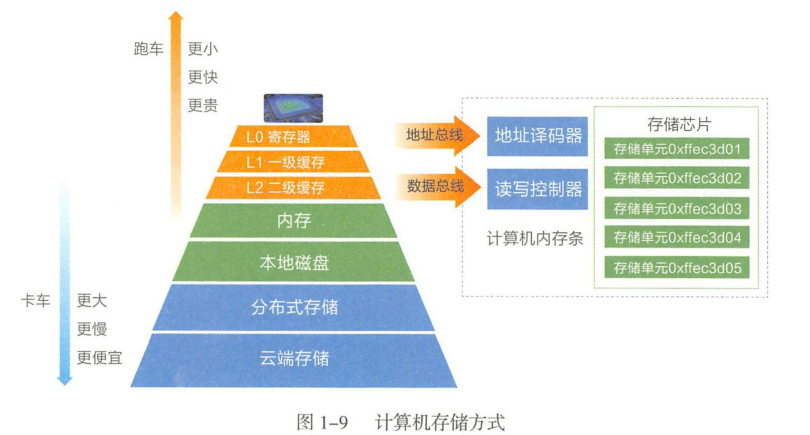 跑车
更小
更快
更贵
L0 寄存器
L1 一级缓存
L2 二级缓存
内存
本地磁盘
分布式存储
云端存储
卡车
更大
更慢
更便宜
地址总线
数据总线
地址译码器
读写控制器
计算机内存条
存储芯片
存储单元0xffec3d01
存储单元0xffec3d02
存储单元0xffec3d03
存储单元0xffec3d04
存储单元0xffec3d05
图 1-9 计算机存储方式